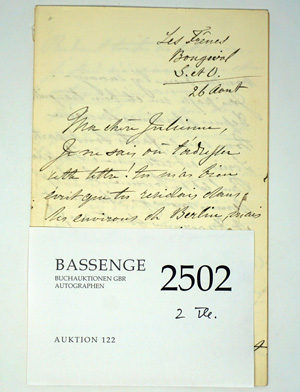 Les Frênes
Bougival
S. et O.
26 août
Ma chère Julienne,
Je ne sais où t'adresser
cette lettre. Tu m'as bien
écrit que tu résidais dans
les environs de Berlin, mais
BASSENGE
BUCHAUKTIONEN GBR
AUTOGRAPHEN
2502
2 Tle.
AUKTION 122